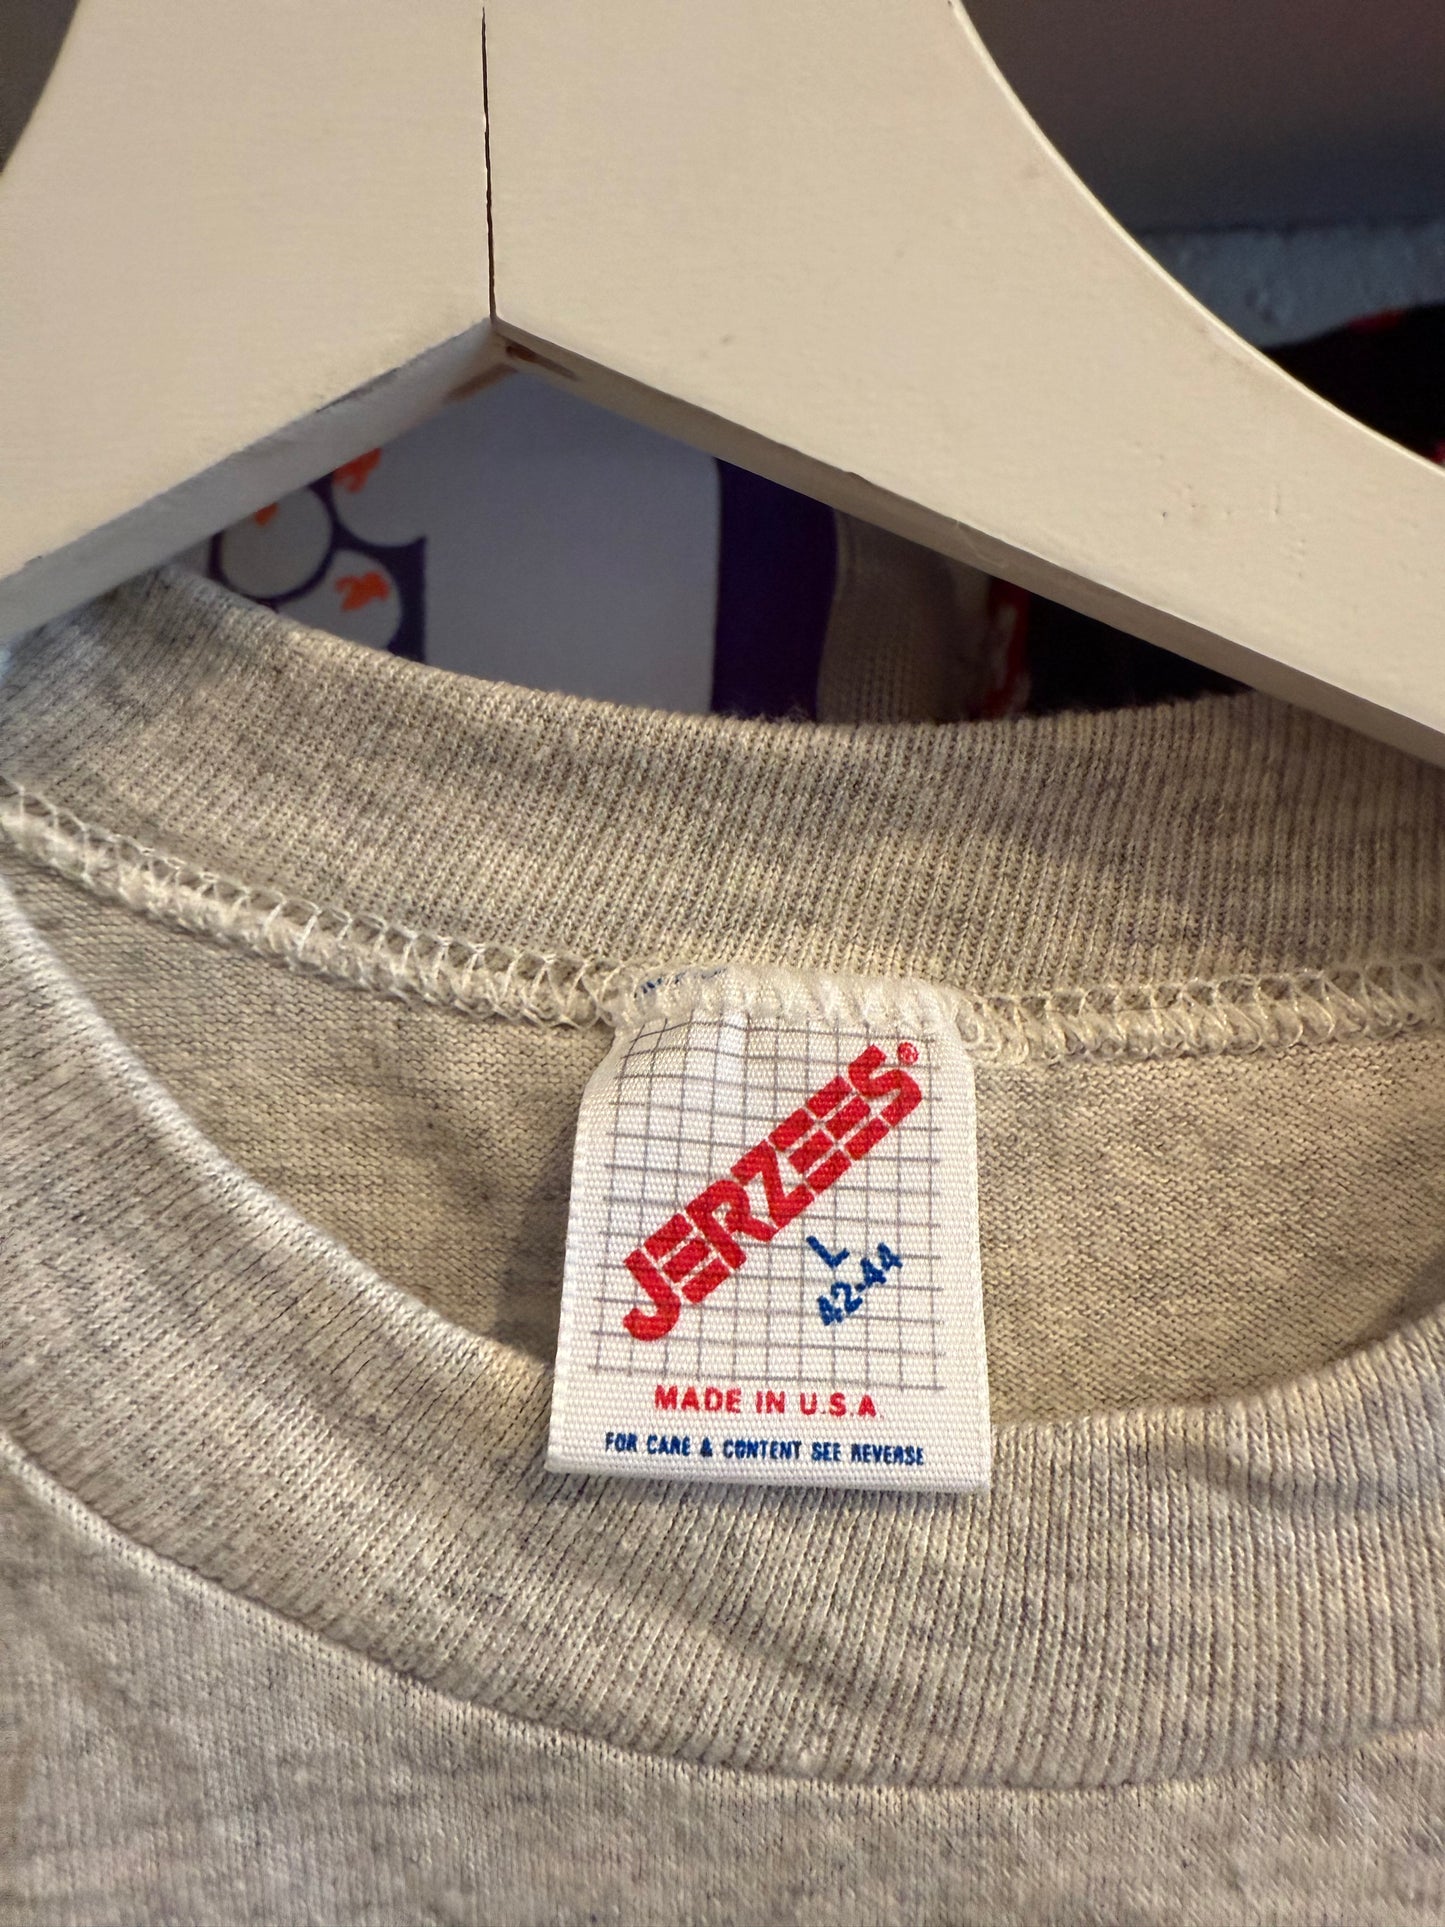 JERZEES®
L
42-44
MADE IN U.S.A.
FOR CARE & CONTENT SEE REVERSE